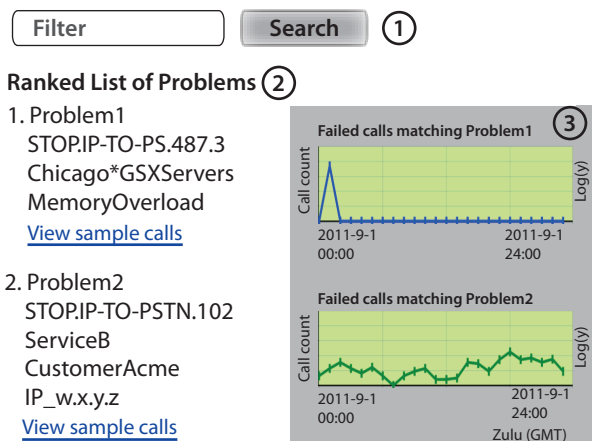 Filter Search 1
Ranked List of Problems 2
1. Problem1
STOP.IP-TO-PS.487.3
Chicago*GSXServers
MemoryOverload
View sample calls
2. Problem2
STOP.IP-TO-PSTN.102
ServiceB
CustomerAcme
IP_w.x.y.z
View sample calls
3
Failed calls matching Problem1
Call count
Log(y)
2011-9-1 2011-9-1
00:00 24:00
Failed calls matching Problem2
Call count
Log(y)
2011-9-1 2011-9-1
00:00 24:00
Zulu (GMT)